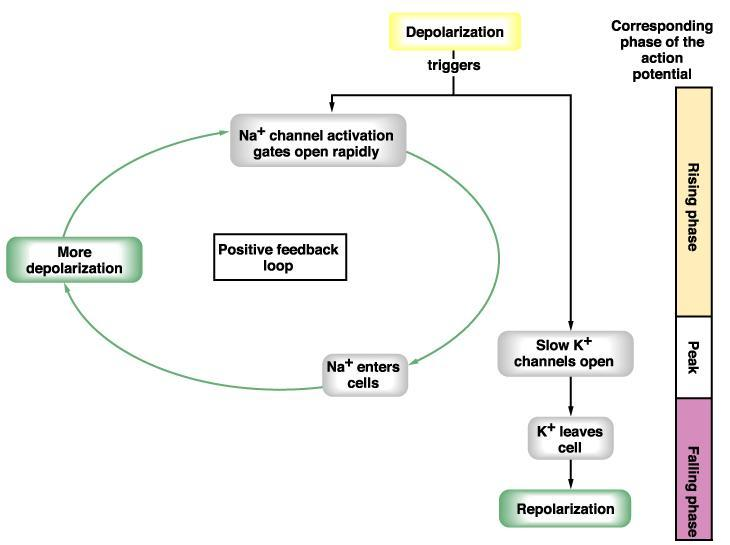 Depolarization
triggers
Corresponding
phase of the
action
potential
Na+ channel activation
gates open rapidly
More
depolarization
Positive feedback
loop
Na+ enters
cells
Slow K+
channels open
K+ leaves
cell
Repolarization
Rising phase
Peak
Falling phase